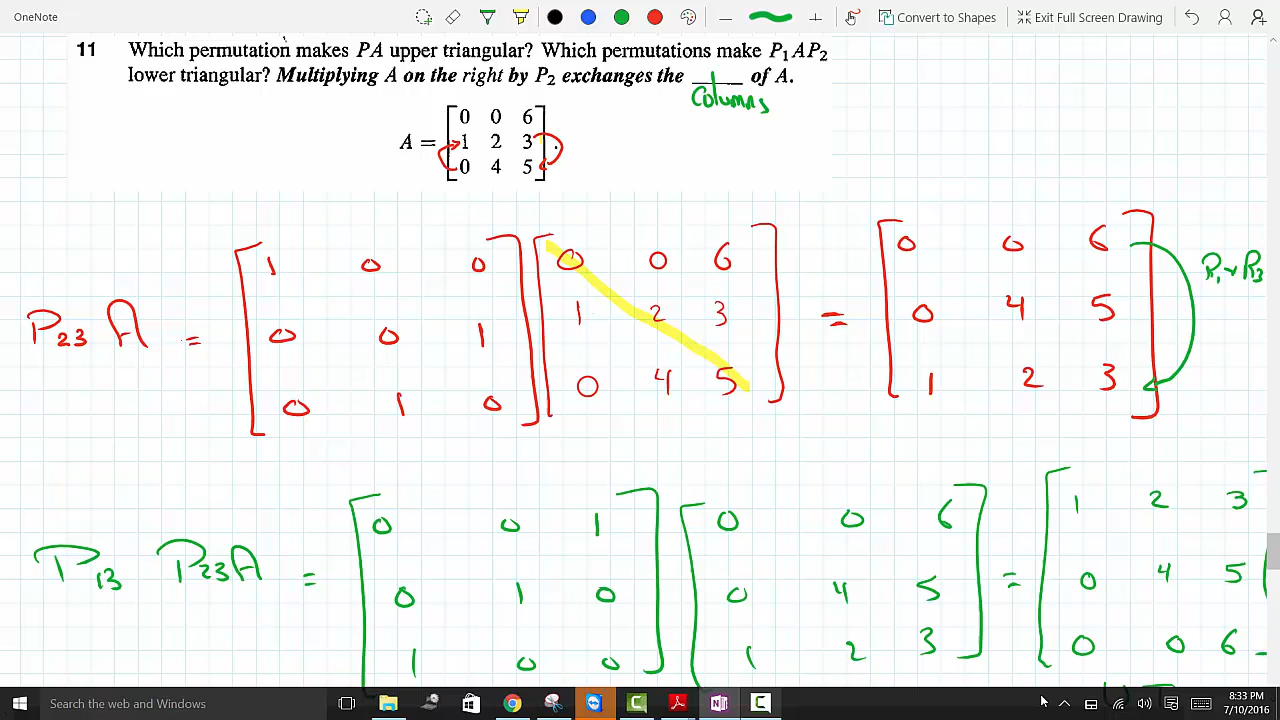 OneNote
Convert to Shapes
Exit Full Screen Drawing
11 Which permutation makes PA upper triangular? Which permutations make P₁AP₂
lower triangular? Multiplying A on the right by P₂ exchanges the ____ of A.
Columns
0 0 6
A = 1 2 3 .
0 4 5
1 0 0 0 0 6 0 0 6 R₁ R₃
P₂₃ A = 0 0 1 1 2 3 = 0 4 5
0 1 0 0 4 5 1 2 3
0 0 1 0 0 6 1 2 3
P₁₃ P₂₃A = 0 1 0 0 4 5 = 0 4 5
1 0 0 1 2 3 0 0 6
Search the web and Windows
8:33 PM
7/10/2016